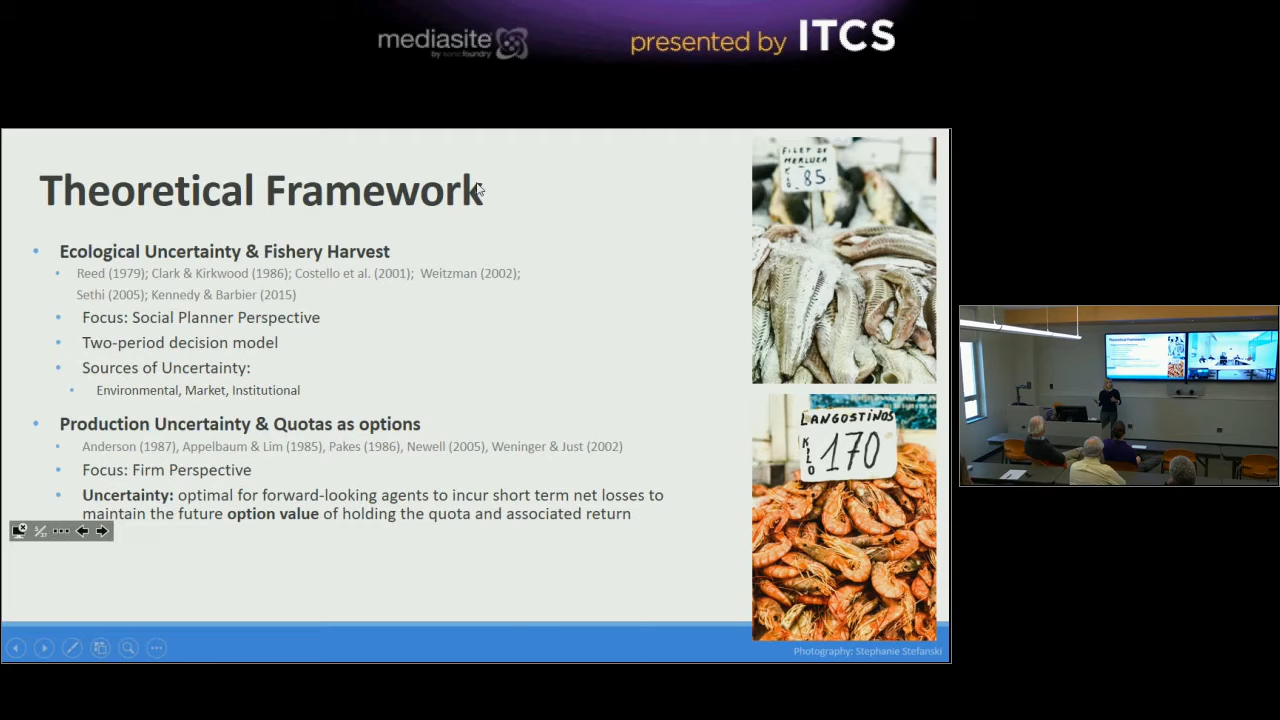 mediasite
by sonicfoundry
presented by ITCS
Theoretical Framework
Ecological Uncertainty & Fishery Harvest
Reed (1979); Clark & Kirkwood (1986); Costello et al. (2001); Weitzman (2002);
Sethi (2005); Kennedy & Barbier (2015)
Focus: Social Planner Perspective
Two-period decision model
Sources of Uncertainty:
Environmental, Market, Institutional
Production Uncertainty & Quotas as options
Anderson (1987), Appelbaum & Lim (1985), Pakes (1986), Newell (2005), Weninger & Just (2002)
Focus: Firm Perspective
Uncertainty: optimal for forward-looking agents to incur short term net losses to
maintain the future option value of holding the quota and associated return
FILET DE
MERLUZA
KILO 85
LANGOSTINOS
KILO 170
Photography: Stephanie Stefanski
Theoretical Framework